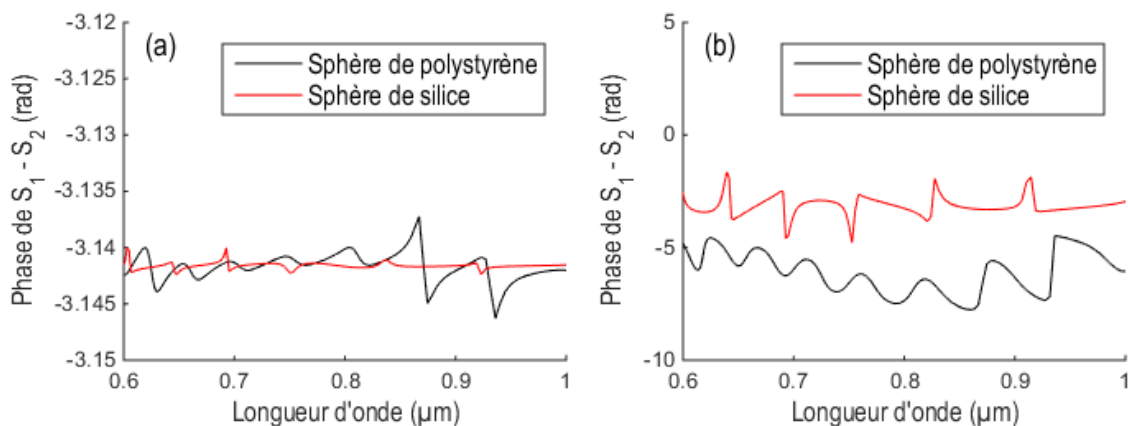 -3.12
-3.125
-3.13
-3.135
-3.14
-3.145
-3.15
Phase de S1 - S2 (rad)
(a)
Sphère de polystyrène
Sphère de silice
0.6
0.7
0.8
0.9
1
Longueur d'onde (µm)
5
0
-5
-10
Phase de S1 - S2 (rad)
(b)
Sphère de polystyrène
Sphère de silice
0.6
0.7
0.8
0.9
1
Longueur d'onde (µm)